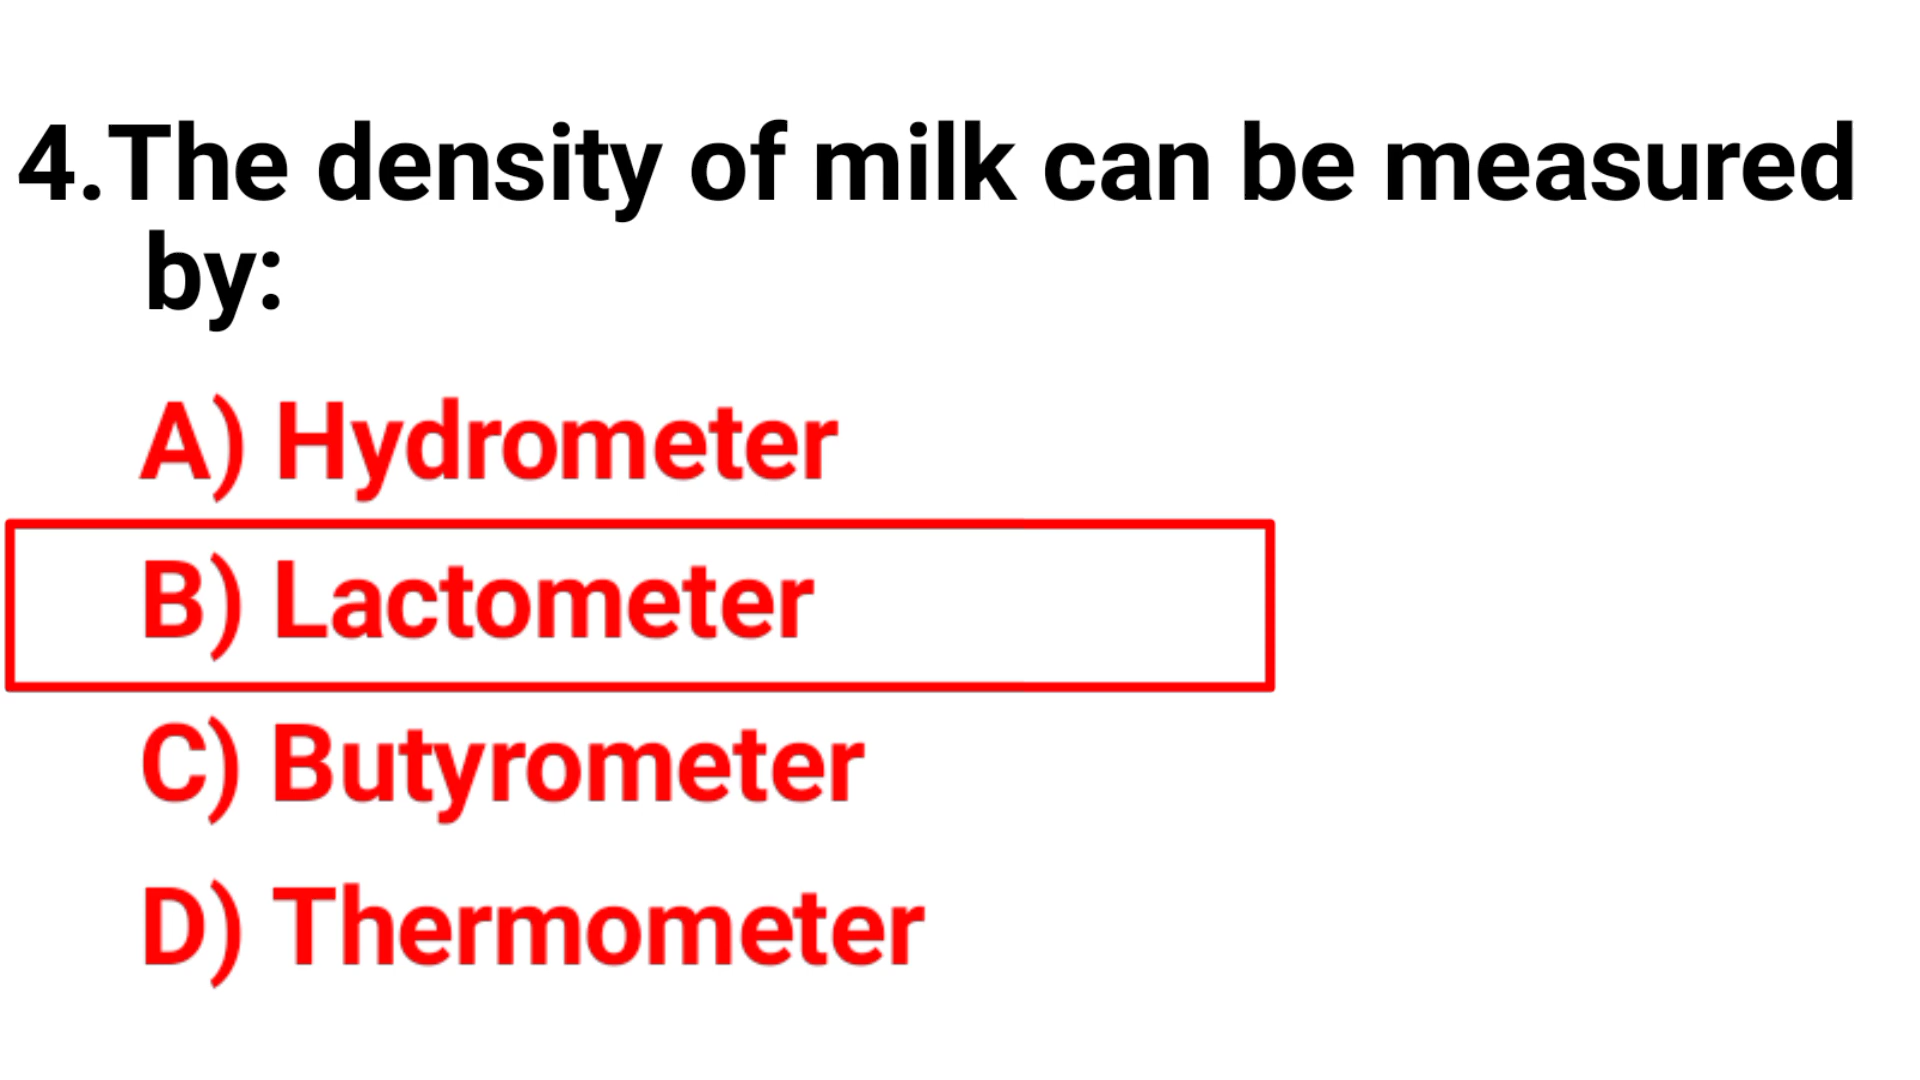 4.The density of milk can be measured
by:
A) Hydrometer
B) Lactometer
C) Butyrometer
D) Thermometer